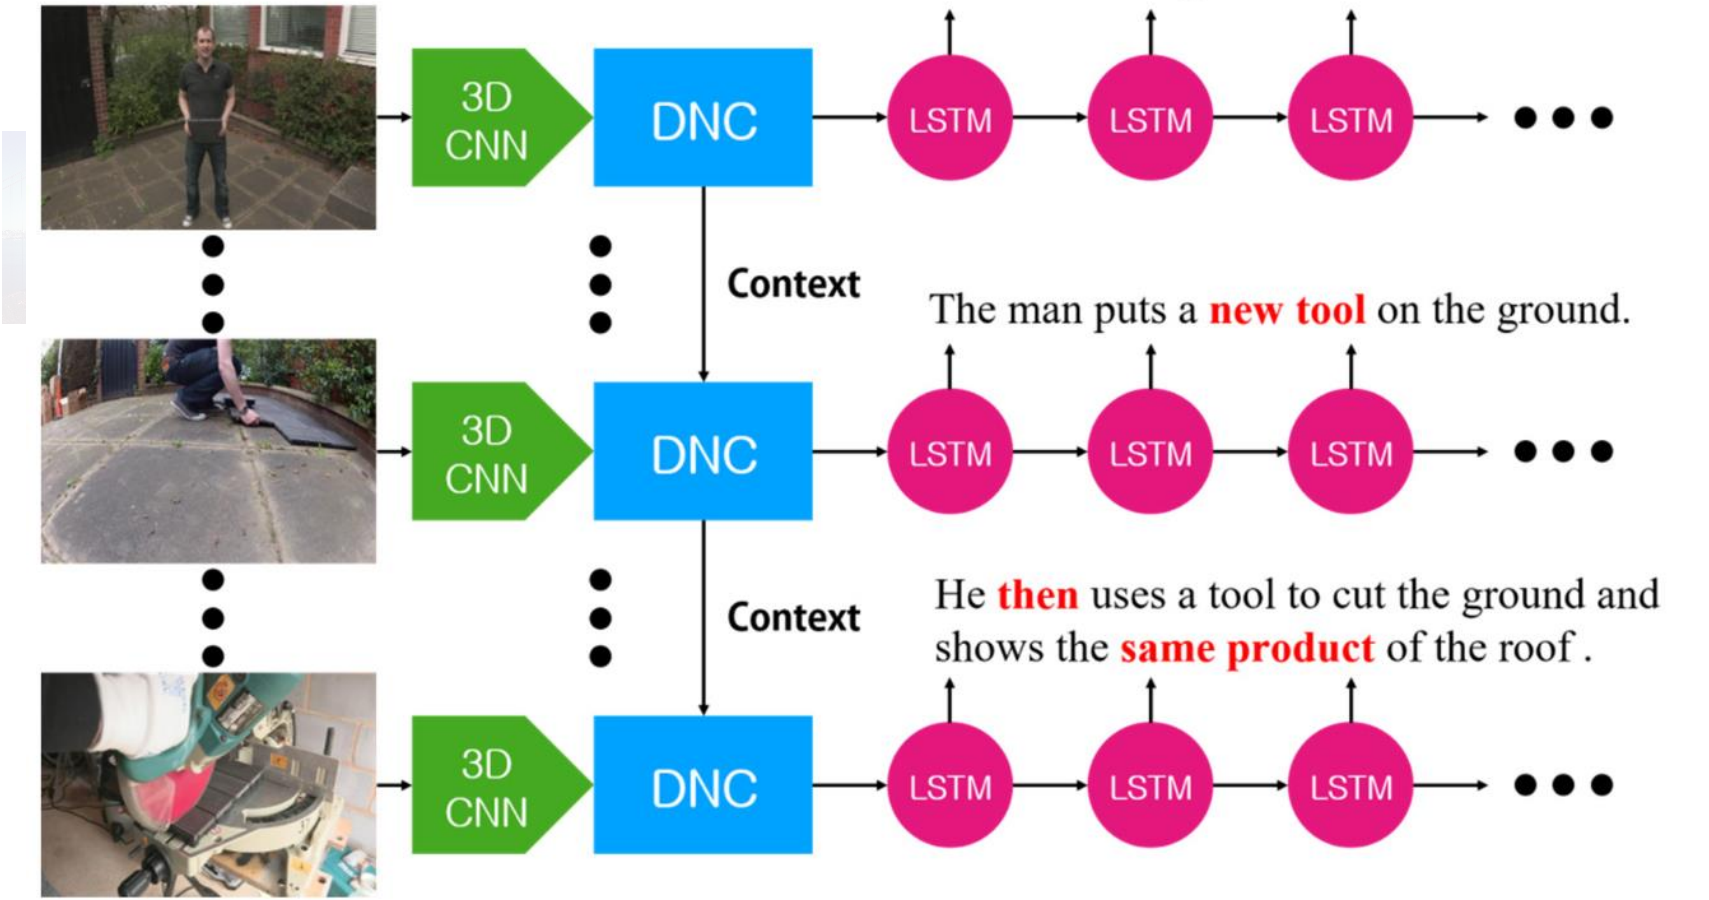 3D
CNN
DNC
LSTM
LSTM
LSTM
Context
The man puts a new tool on the ground.
3D
CNN
DNC
LSTM
LSTM
LSTM
Context
He then uses a tool to cut the ground and
shows the same product of the roof .
3D
CNN
DNC
LSTM
LSTM
LSTM